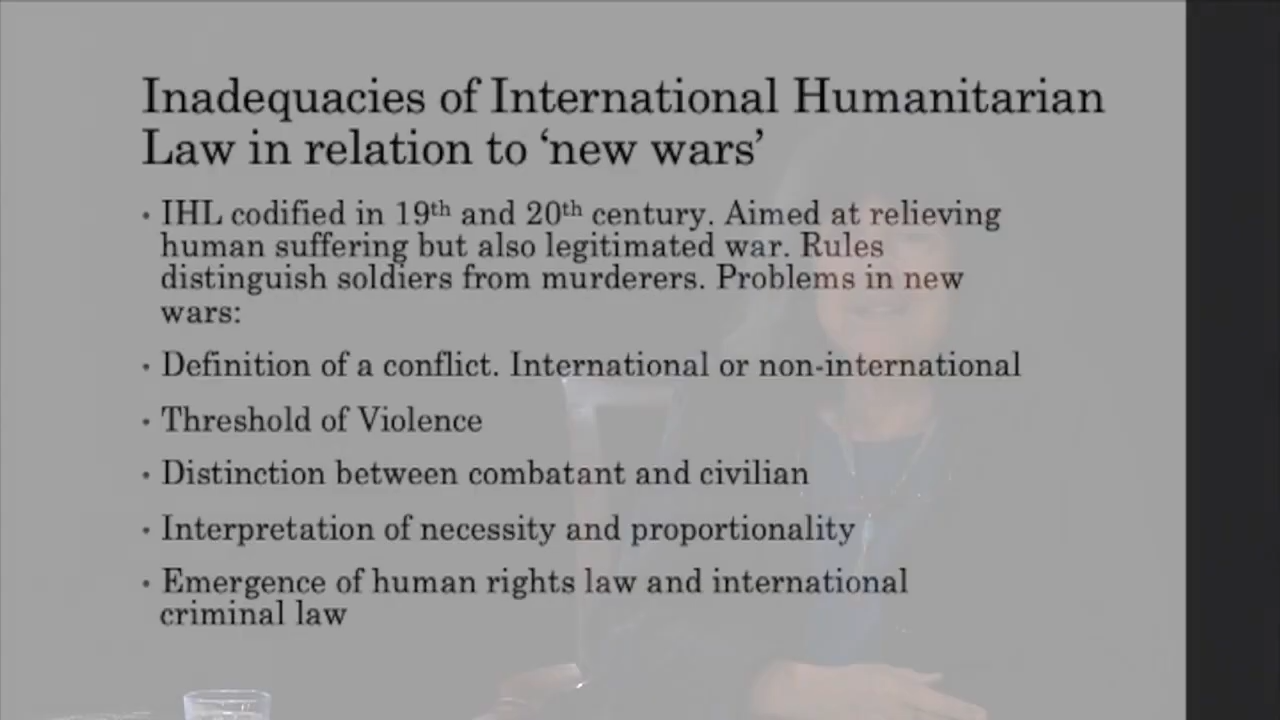 Inadequacies of International Humanitarian
Law in relation to ‘new wars’
• IHL codified in 19th and 20th century. Aimed at relieving
human suffering but also legitimated war. Rules
distinguish soldiers from murderers. Problems in new
wars:
• Definition of a conflict. International or non-international
• Threshold of Violence
• Distinction between combatant and civilian
• Interpretation of necessity and proportionality
• Emergence of human rights law and international
criminal law